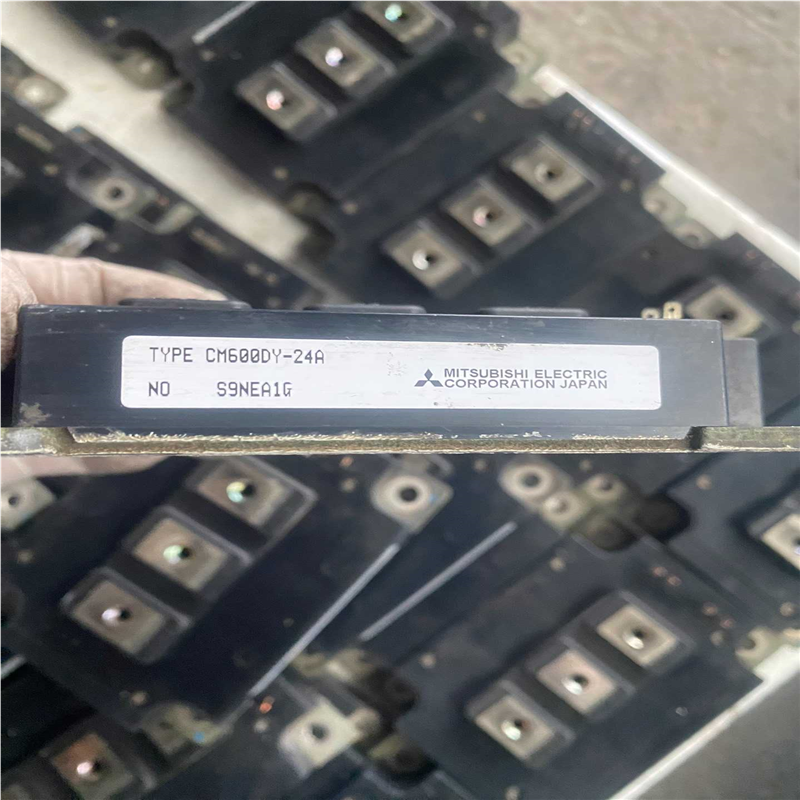 TYPE CM600DY-24A
NO S9NEA1G
MITSUBISHI ELECTRIC
CORPORATION JAPAN